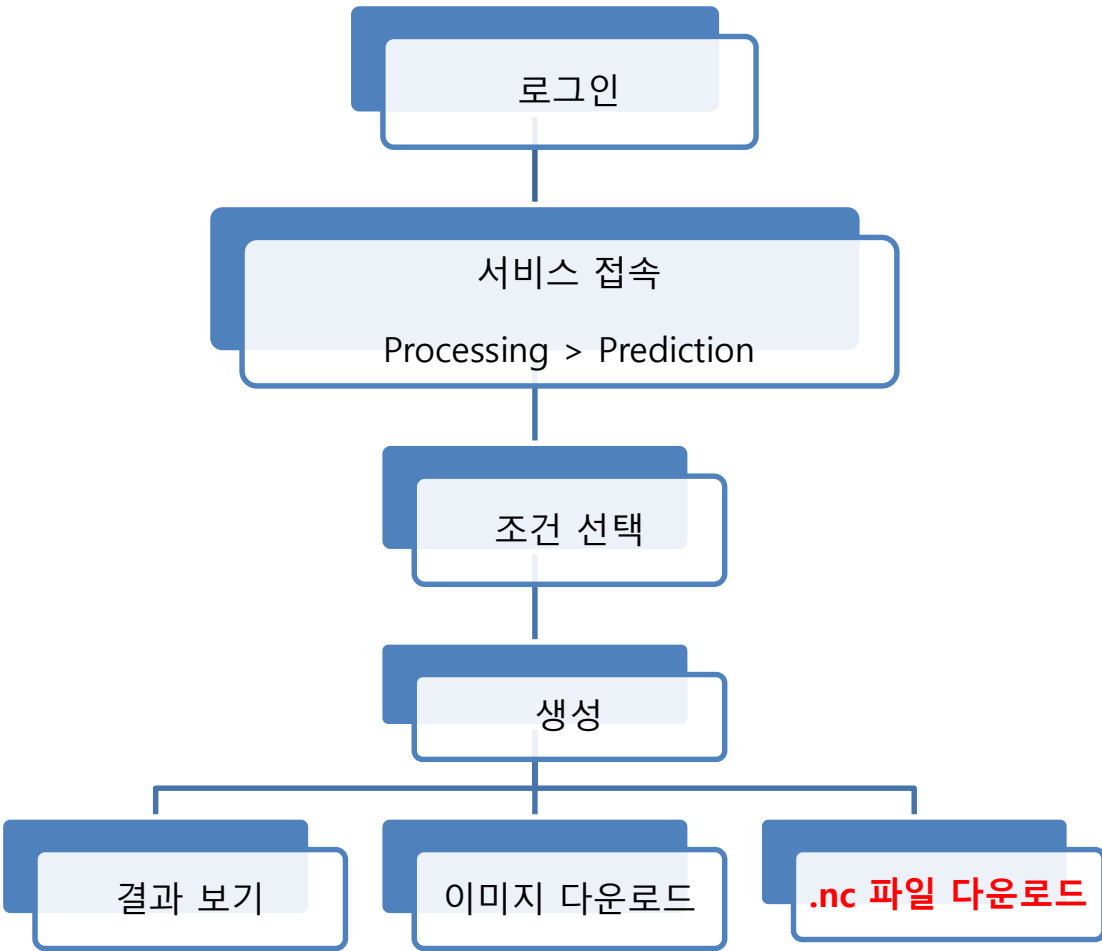 로그인
서비스 접속
Processing > Prediction
조건 선택
생성
결과 보기
이미지 다운로드
.nc 파일 다운로드